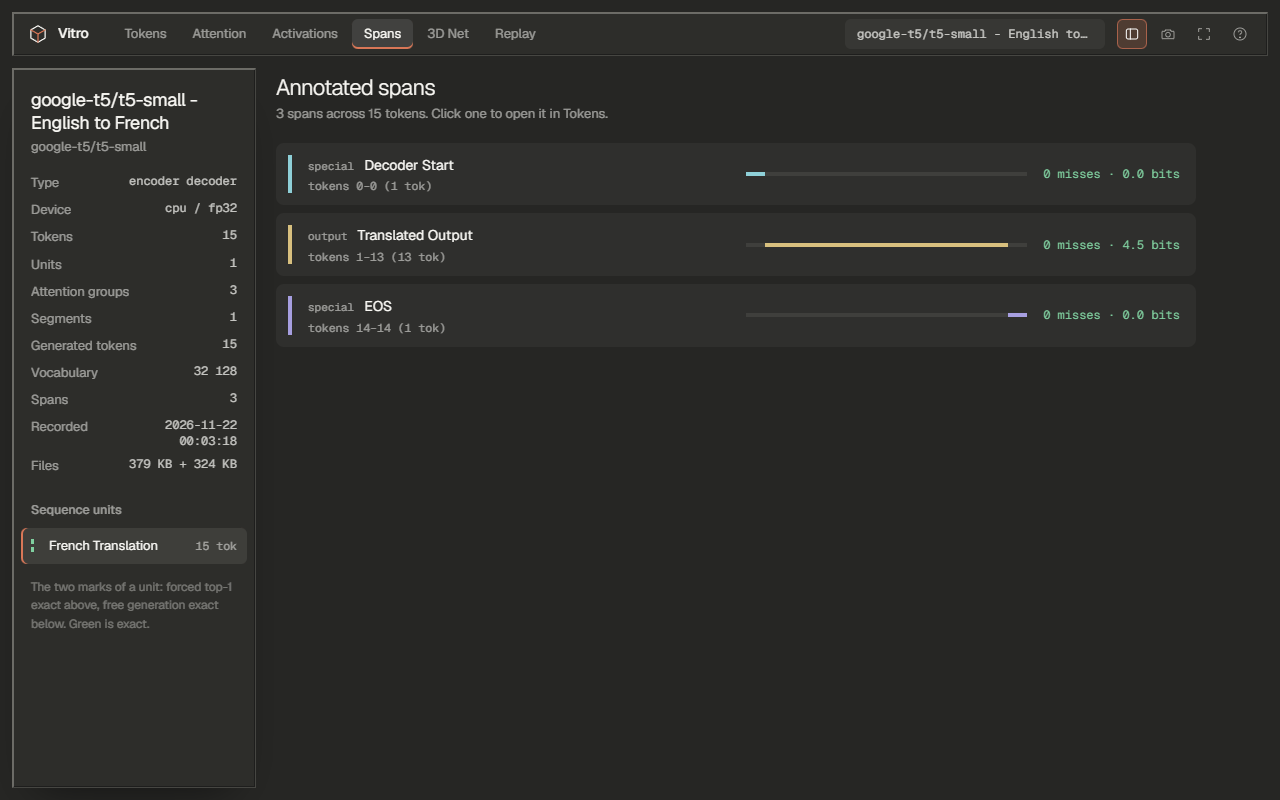 Vitro
Tokens
Attention
Activations
Spans
3D Net
Replay
google-t5/t5-small - English to…
google-t5/t5-small -
English to French
google-t5/t5-small
Type encoder decoder
Device cpu / fp32
Tokens 15
Units 1
Attention groups 3
Segments 1
Generated tokens 15
Vocabulary 32 128
Spans 3
Recorded 2026-11-22
00:03:18
Files 379 KB + 324 KB
Sequence units
French Translation 15 tok
The two marks of a unit: forced top-1
exact above, free generation exact
below. Green is exact.
Annotated spans
3 spans across 15 tokens. Click one to open it in Tokens.
special Decoder Start
tokens 0–0 (1 tok)
0 misses · 0.0 bits
output Translated Output
tokens 1–13 (13 tok)
0 misses · 4.5 bits
special EOS
tokens 14–14 (1 tok)
0 misses · 0.0 bits